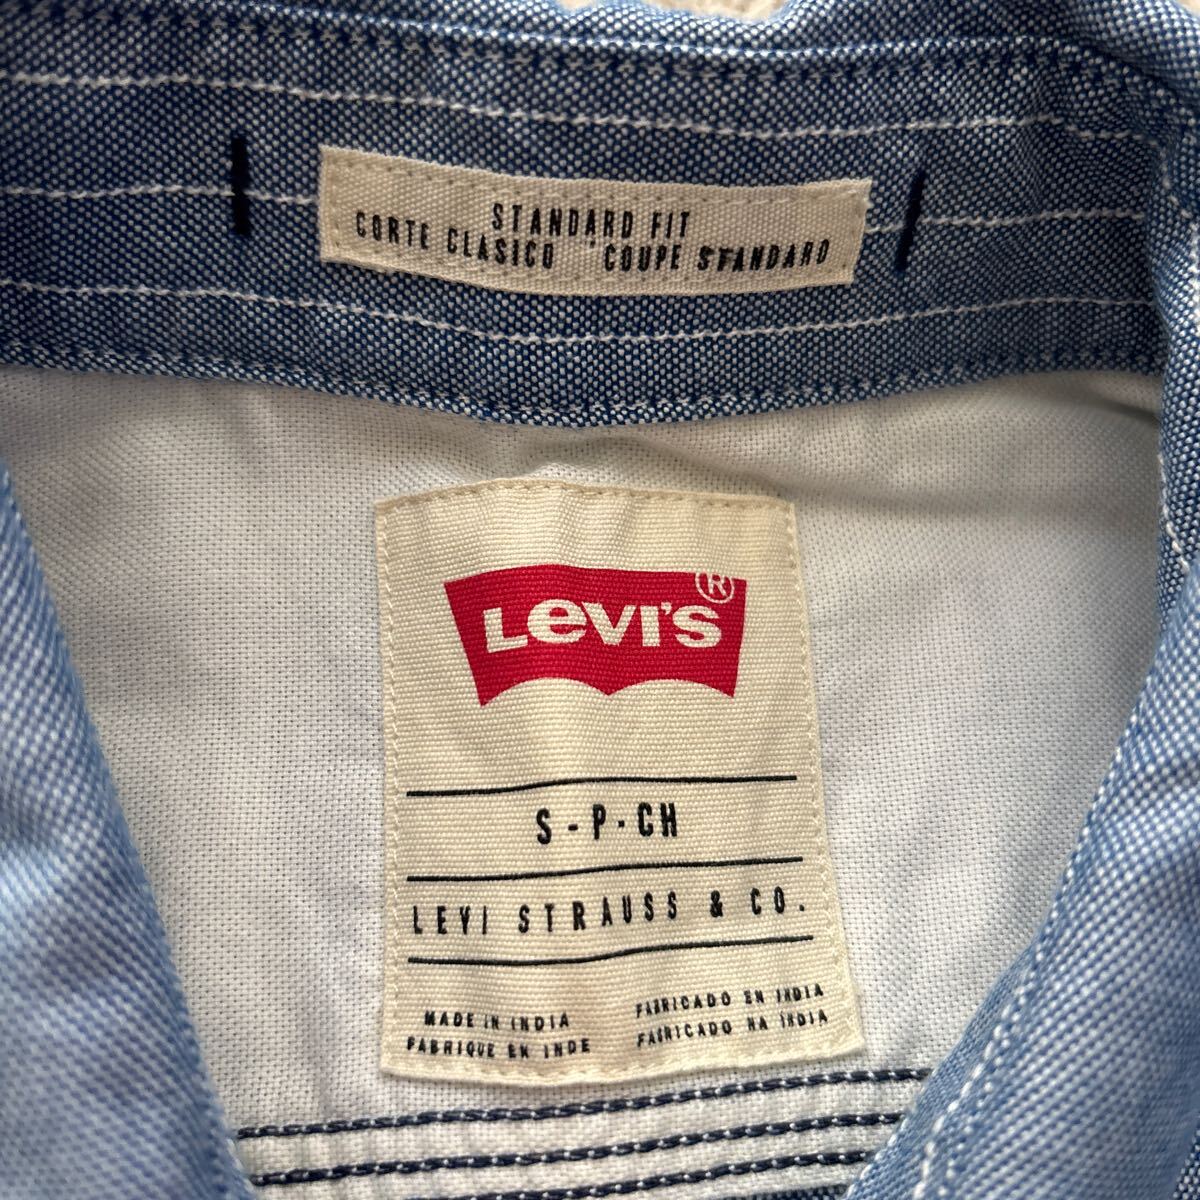 STANDARD FIT
CORTE CLASICO COUPE STANDARD
LEVI'S®
S-P-CH
LEVI STRAUSS & CO.
MADE IN INDIA
FABRIQUE EN INDE
FABRICADO EN INDIA
FABRICADO NA INDIA